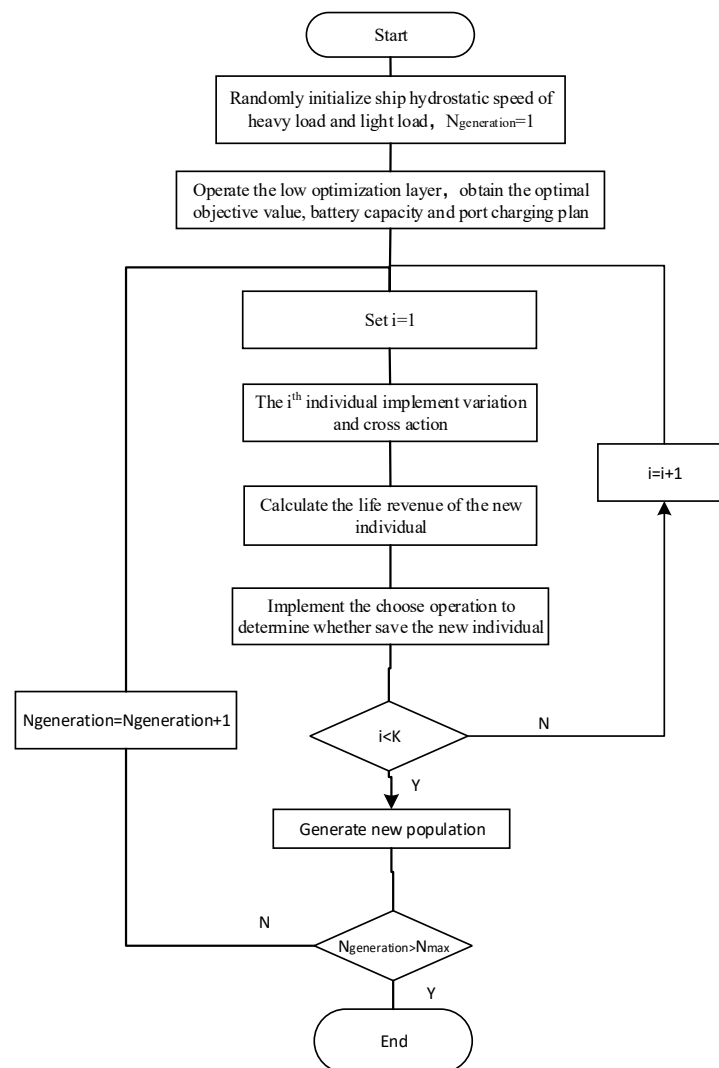 Start
Randomly initialize ship hydrostatic speed of
heavy load and light load，Ngeneration=1
Operate the low optimization layer，obtain the optimal
objective value, battery capacity and port charging plan
Set i=1
The ith individual implement variation
and cross action
i=i+1
Calculate the life revenue of the new
individual
Implement the choose operation to
determine whether save the new individual
Ngeneration=Ngeneration+1
i<K
N
Y
Generate new population
N
Ngeneration>Nmax
Y
End